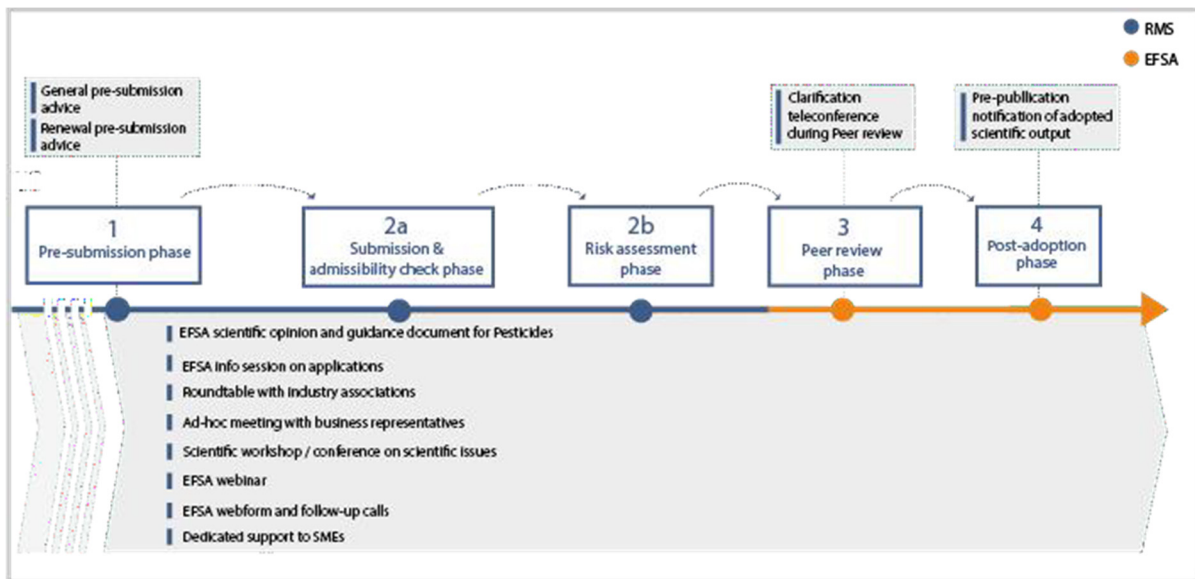 RMS
EFSA
General pre-submission
advice
Renewal pre-submission
advice
Clarification
teleconference
during Peer review
Pre-publlication
notification of adopted
scientific output
1
Pre-submission phase
2a
Submission &
admissibility check phase
2b
Risk assessment
phase
3
Peer review
phase
4
Post-adoption
phase
EFSA scientific opinion and guidance document for Pesticides
EFSA info session on applications
Roundtable with industry associations
Ad-hoc meeting with business representatives
Scientific workshop / conference on scientific issues
EFSA webinar
EFSA webform and follow-up calls
Dedicated support to SMEs